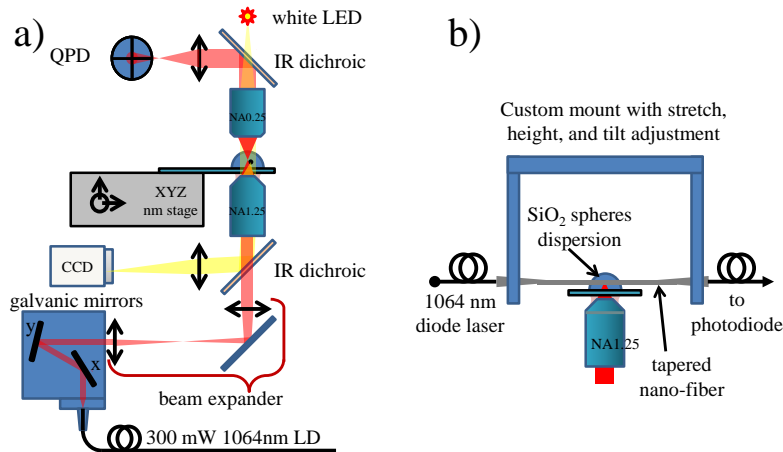 a)
white LED
QPD
IR dichroic
NA0.25
XYZ
nm stage
NA1.25
CCD
IR dichroic
galvanic mirrors
y
x
beam expander
300 mW 1064nm LD
b)
Custom mount with stretch,
height, and tilt adjustment
SiO2 spheres
dispersion
1064 nm
diode laser
to
photodiode
NA1.25
tapered
nano-fiber